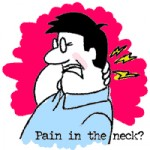 Pain in the neck?